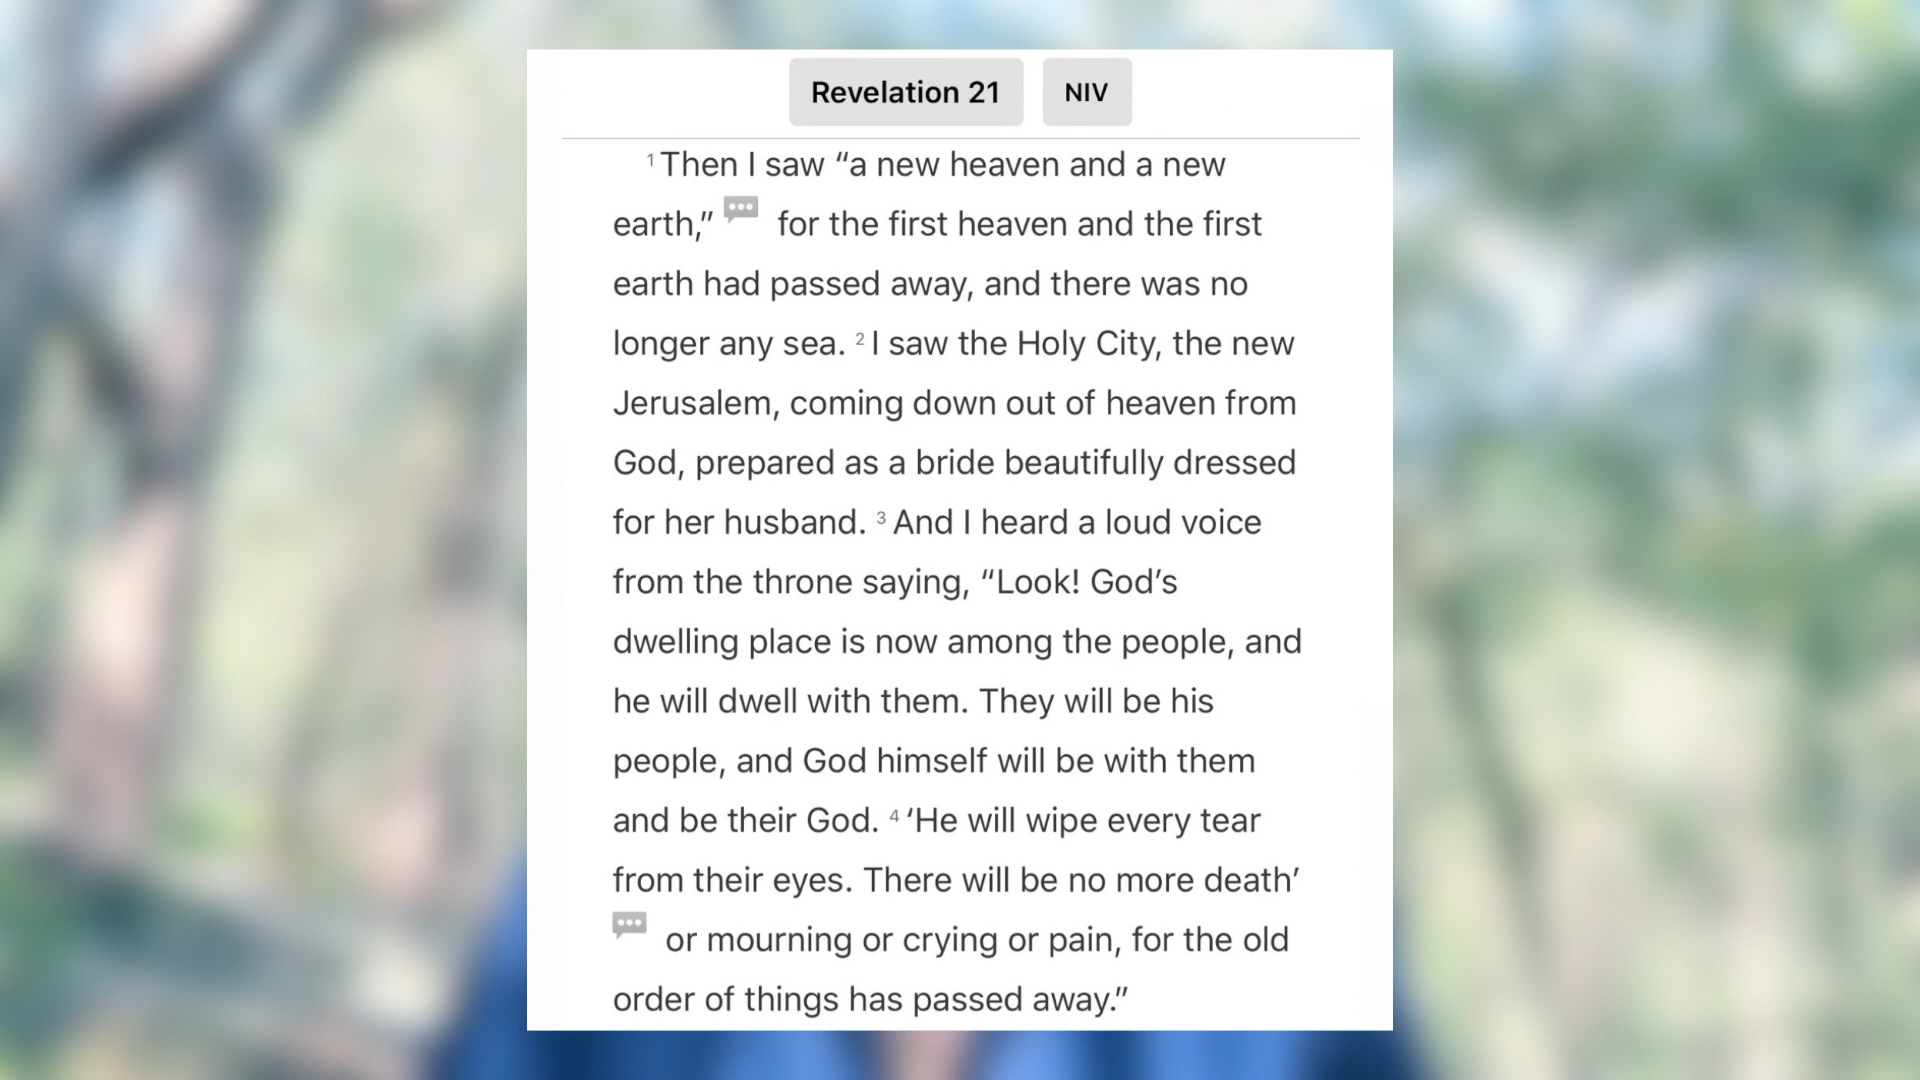 Revelation 21 NIV
1 Then I saw “a new heaven and a new
earth,” for the first heaven and the first
earth had passed away, and there was no
longer any sea. 2 I saw the Holy City, the new
Jerusalem, coming down out of heaven from
God, prepared as a bride beautifully dressed
for her husband. 3 And I heard a loud voice
from the throne saying, “Look! God’s
dwelling place is now among the people, and
he will dwell with them. They will be his
people, and God himself will be with them
and be their God. 4 ‘He will wipe every tear
from their eyes. There will be no more death’
or mourning or crying or pain, for the old
order of things has passed away.”